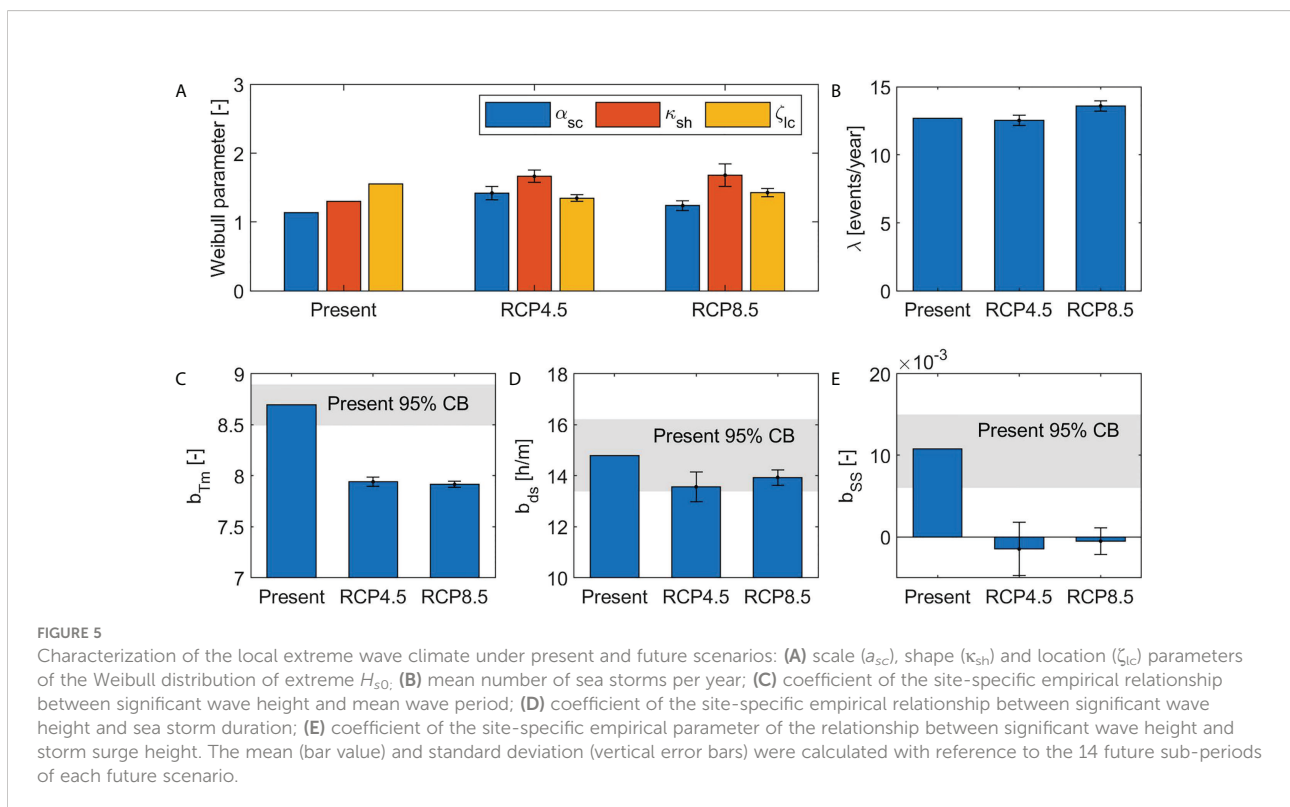 A
Weibull parameter [-]
3
2
1
0
α_sc κ_sh ζ_lc
Present RCP4.5 RCP8.5
B
λ [events/year]
15
10
5
0
Present RCP4.5 RCP8.5
C
b_Tm [-]
9
8.5
8
7.5
7
Present 95% CB
Present RCP4.5 RCP8.5
D
b_ds [h/m]
18
16
14
12
10
Present 95% CB
Present RCP4.5 RCP8.5
E
b_SS [-]
×10^-3
20
10
0
Present 95% CB
Present RCP4.5 RCP8.5
FIGURE 5
Characterization of the local extreme wave climate under present and future scenarios: (A) scale (a_sc), shape (κ_sh) and location (ζ_lc) parameters
of the Weibull distribution of extreme H_s0; (B) mean number of sea storms per year; (C) coefficient of the site-specific empirical relationship
between significant wave height and mean wave period; (D) coefficient of the site-specific empirical relationship between significant wave
height and sea storm duration; (E) coefficient of the site-specific empirical parameter of the relationship between significant wave height and
storm surge height. The mean (bar value) and standard deviation (vertical error bars) were calculated with reference to the 14 future sub-periods
of each future scenario.